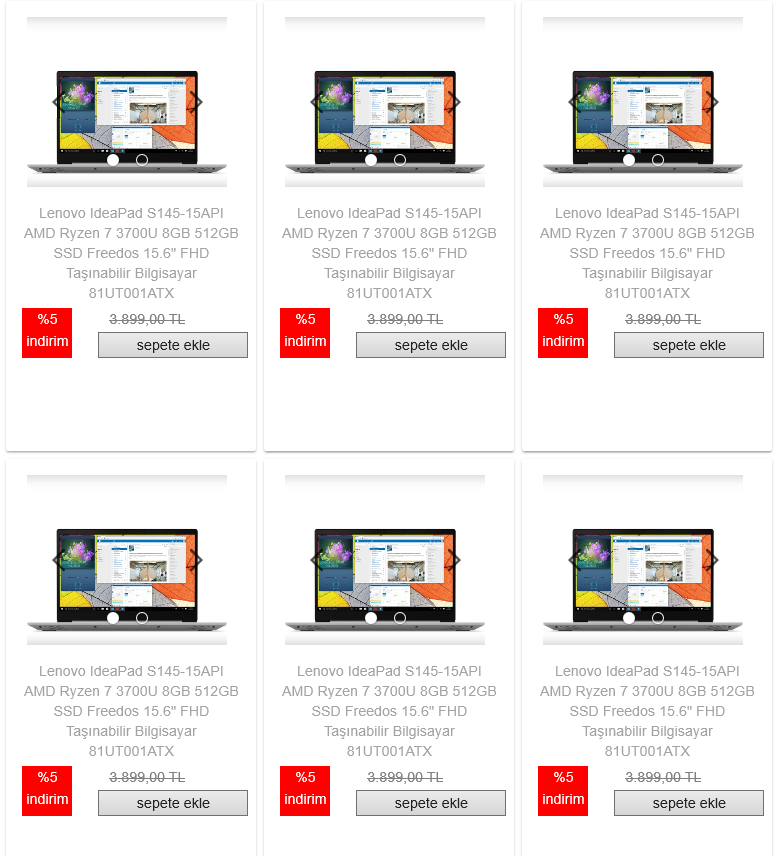 Lenovo IdeaPad S145-15API
AMD Ryzen 7 3700U 8GB 512GB
SSD Freedos 15.6" FHD
Taşınabilir Bilgisayar
81UT001ATX
%5
indirim
3.899,00 TL
sepete ekle
Lenovo IdeaPad S145-15API
AMD Ryzen 7 3700U 8GB 512GB
SSD Freedos 15.6" FHD
Taşınabilir Bilgisayar
81UT001ATX
%5
indirim
3.899,00 TL
sepete ekle
Lenovo IdeaPad S145-15API
AMD Ryzen 7 3700U 8GB 512GB
SSD Freedos 15.6" FHD
Taşınabilir Bilgisayar
81UT001ATX
%5
indirim
3.899,00 TL
sepete ekle
Lenovo IdeaPad S145-15API
AMD Ryzen 7 3700U 8GB 512GB
SSD Freedos 15.6" FHD
Taşınabilir Bilgisayar
81UT001ATX
%5
indirim
3.899,00 TL
sepete ekle
Lenovo IdeaPad S145-15API
AMD Ryzen 7 3700U 8GB 512GB
SSD Freedos 15.6" FHD
Taşınabilir Bilgisayar
81UT001ATX
%5
indirim
3.899,00 TL
sepete ekle
Lenovo IdeaPad S145-15API
AMD Ryzen 7 3700U 8GB 512GB
SSD Freedos 15.6" FHD
Taşınabilir Bilgisayar
81UT001ATX
%5
indirim
3.899,00 TL
sepete ekle